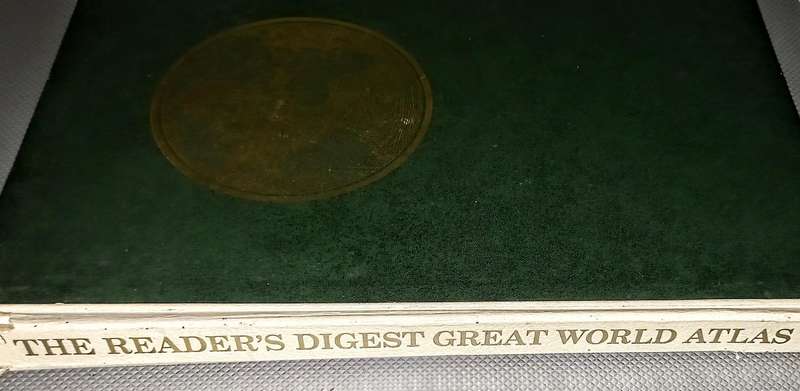 THE READER'S DIGEST GREAT WORLD ATLAS